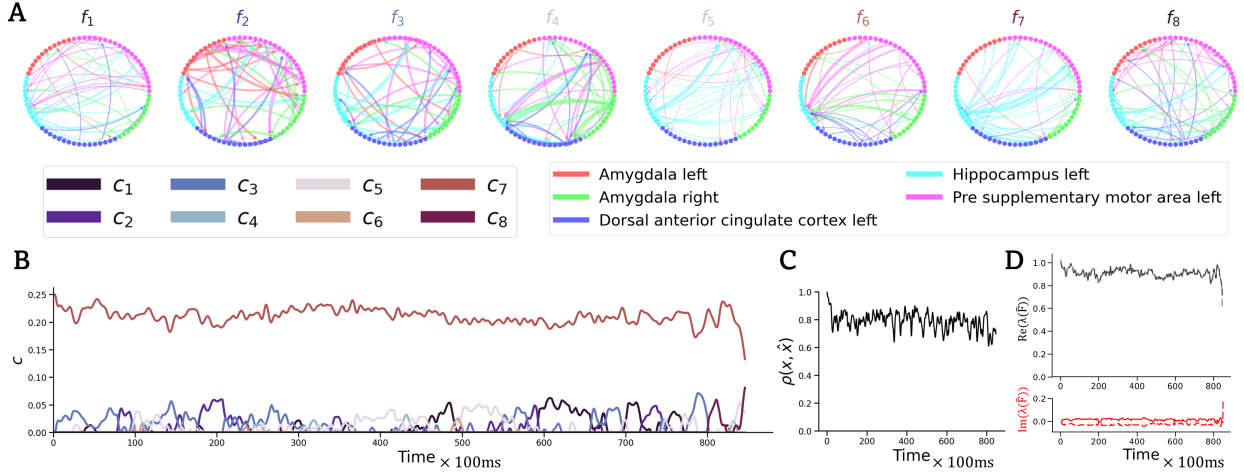 A
f1 f2 f3 f4 f5 f6 f7 f8
c1 c3 c5 c7
c2 c4 c6 c8
Amygdala left
Amygdala right
Dorsal anterior cingulate cortex left
Hippocampus left
Pre supplementary motor area left
B
c
0.25
0.20
0.15
0.10
0.05
0.00
0 100 200 300 400 500 600 700 800
Time × 100ms
C
ρ(x, x̂)
1.0
0.8
0.6
0.4
0.2
0.0
0 200 400 600 800
Time × 100ms
D
Re(λ(F̃))
1.0
0.8
0.6
0.4
0.2
0.0
0 200 400 600 800
Im(λ(F̃))
0.2
0.0
0 200 400 600 800
Time × 100ms